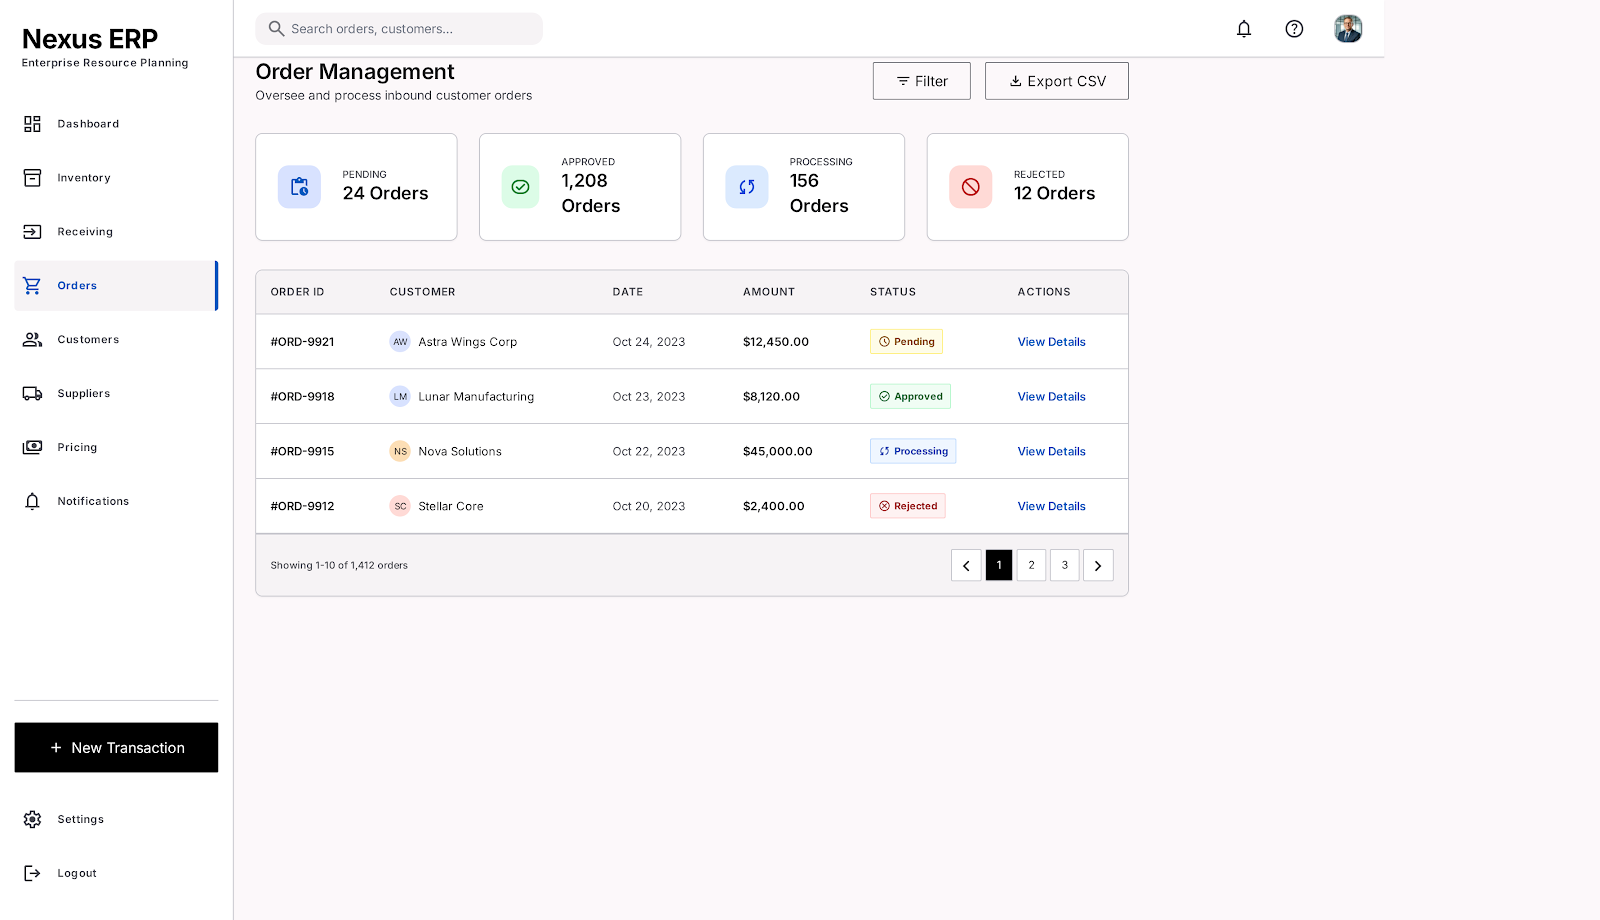 Nexus ERP
Enterprise Resource Planning
Dashboard
Inventory
Receiving
Orders
Customers
Suppliers
Pricing
Notifications
+ New Transaction
Settings
Logout
Search orders, customers...
Order Management
Oversee and process inbound customer orders
Filter
Export CSV
PENDING
24 Orders
APPROVED
1,208
Orders
PROCESSING
156
Orders
REJECTED
12 Orders
ORDER ID CUSTOMER DATE AMOUNT STATUS ACTIONS
#ORD-9921 AW Astra Wings Corp Oct 24, 2023 $12,450.00 Pending View Details
#ORD-9918 LM Lunar Manufacturing Oct 23, 2023 $8,120.00 Approved View Details
#ORD-9915 NS Nova Solutions Oct 22, 2023 $45,000.00 Processing View Details
#ORD-9912 SC Stellar Core Oct 20, 2023 $2,400.00 Rejected View Details
Showing 1-10 of 1,412 orders
1 2 3